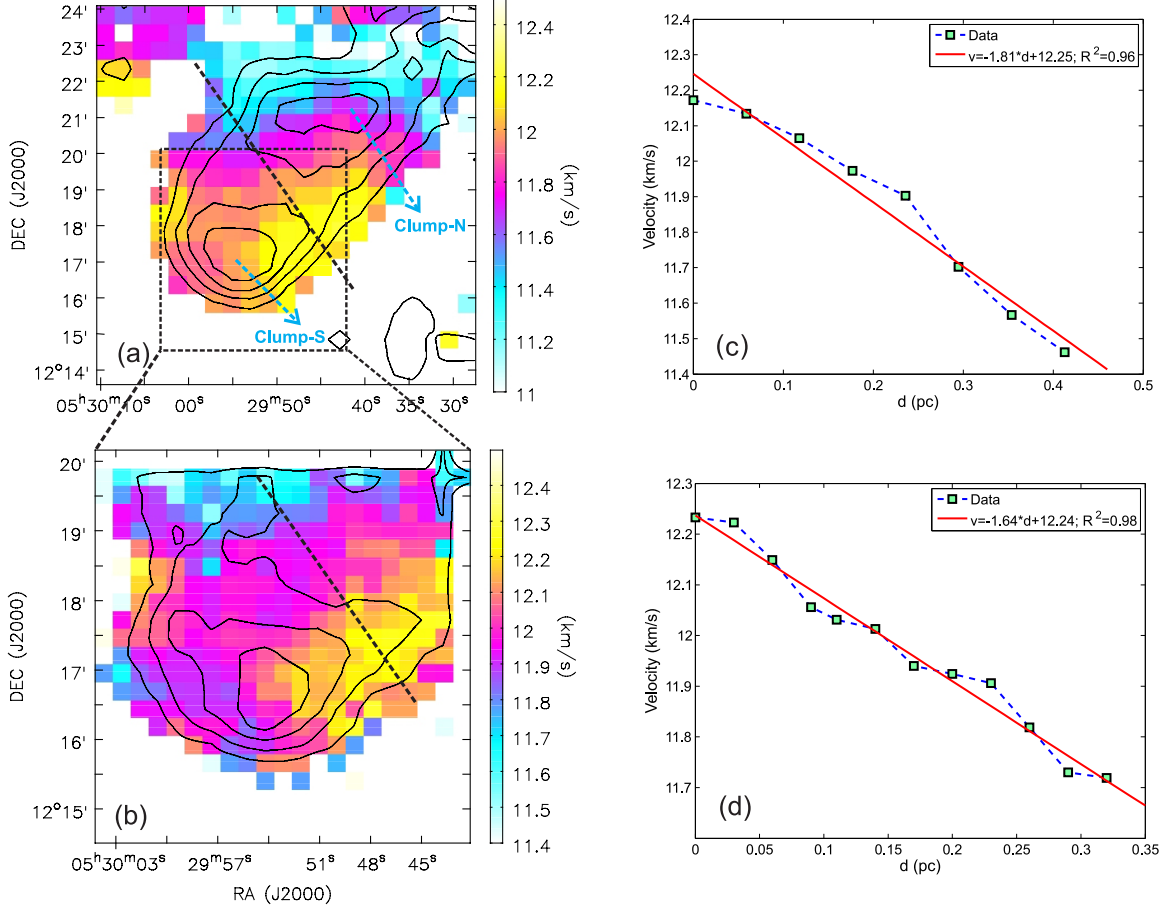 24'
23'
22'
21'
20'
19'
18'
17'
16'
15'
12°14'
DEC (J2000)
05ʰ30ᵐ10ˢ 00ˢ 29ᵐ50ˢ 40ˢ 35ˢ 30ˢ
Clump-N
Clump-S
(a)
12.4
12.2
12
11.8
11.6
11.4
11.2
11
(km/s)
12.4
12.3
12.2
12.1
12
11.9
11.8
11.7
11.6
11.5
11.4
Velocity (km/s)
0 0.1 0.2 0.3 0.4 0.5
d (pc)
Data
v=-1.81*d+12.25; R²=0.96
(c)
20'
19'
18'
17'
16'
12°15'
DEC (J2000)
05ʰ30ᵐ03ˢ 29ᵐ57ˢ 51ˢ 48ˢ 45ˢ
RA (J2000)
(b)
12.4
12.3
12.2
12.1
12
11.9
11.8
11.7
11.6
11.5
11.4
(km/s)
12.3
12.2
12.1
12
11.9
11.8
11.7
Velocity (km/s)
0 0.05 0.1 0.15 0.2 0.25 0.3 0.35
d (pc)
Data
v=-1.64*d+12.24; R²=0.98
(d)